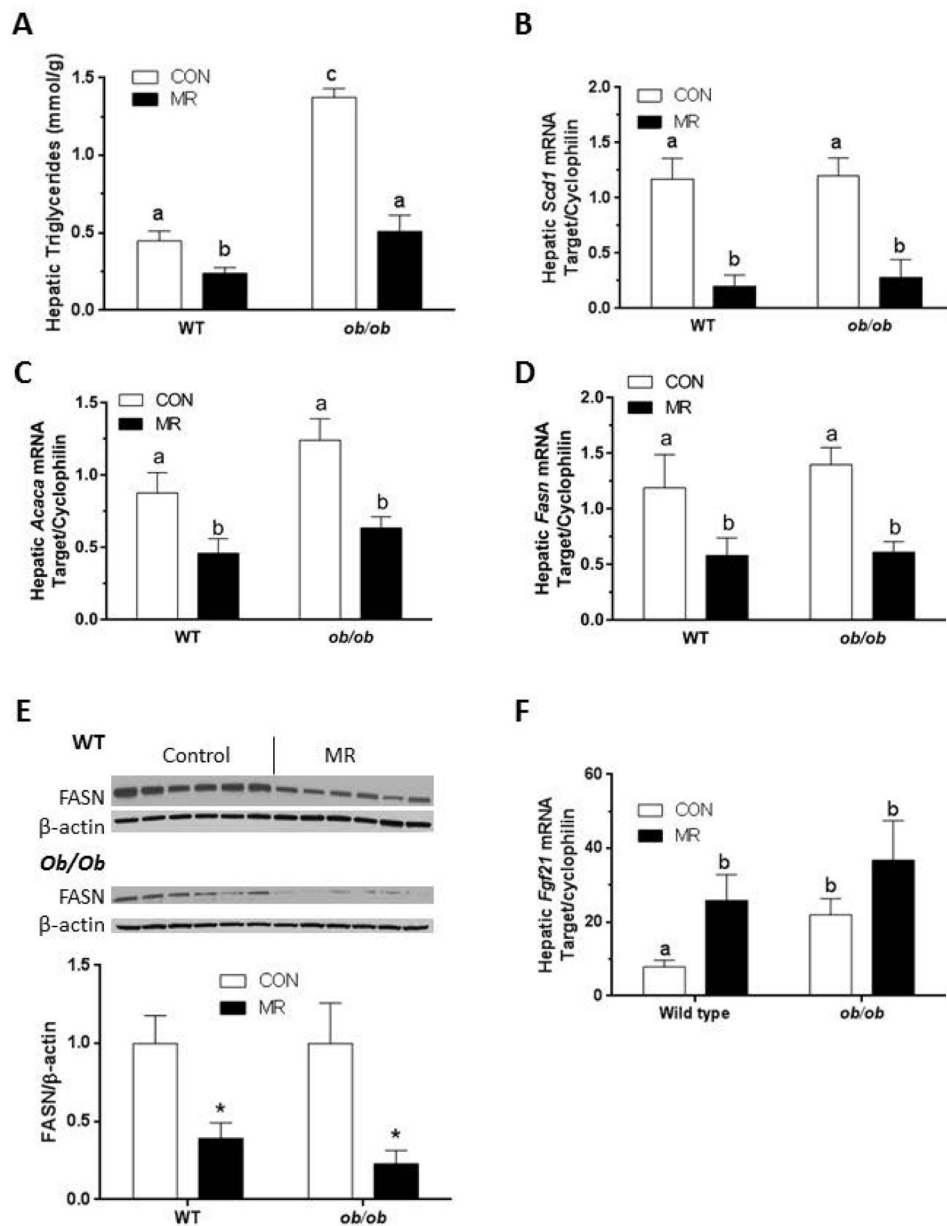 A
Hepatic Triglycerides (mmol/g)
1.5
1.0
0.5
0.0
CON
MR
a
b
c
a
WT
ob/ob
B
Hepatic Scd1 mRNA
Target/Cyclophilin
2.0
1.5
1.0
0.5
0.0
CON
MR
a
b
a
b
WT
ob/ob
C
Hepatic Acaca mRNA
Target/Cyclophilin
1.5
1.0
0.5
0.0
CON
MR
a
b
a
b
WT
ob/ob
D
Hepatic Fasn mRNA
Target/Cyclophilin
2.0
1.5
1.0
0.5
0.0
CON
MR
a
b
a
b
WT
ob/ob
E
WT
Control
MR
FASN
β-actin
Ob/Ob
FASN
β-actin
FASN/β-actin
1.5
1.0
0.5
0.0
CON
MR
*
*
WT
ob/ob
F
Hepatic Fgf21 mRNA
Target/cyclophilin
60
40
20
0
CON
MR
a
b
b
b
Wild type
ob/ob